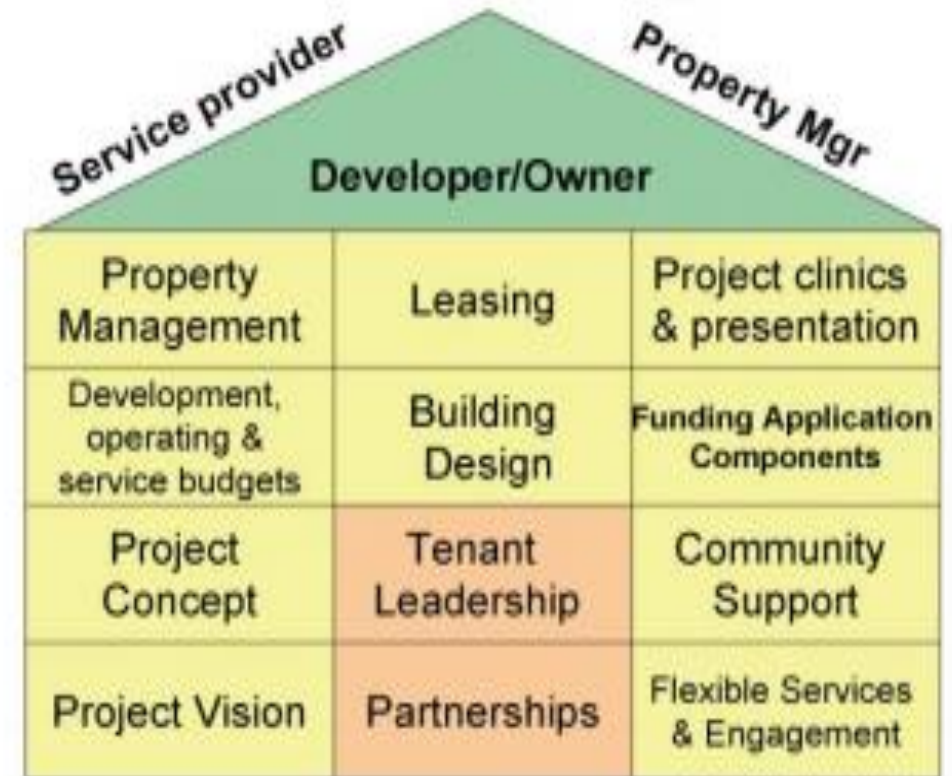 Service provider
Property Mgr
Developer/Owner
Property
Management
Leasing
Project clinics
& presentation
Development,
operating &
service budgets
Building
Design
Funding Application
Components
Project
Concept
Tenant
Leadership
Community
Support
Project Vision
Partnerships
Flexible Services
& Engagement